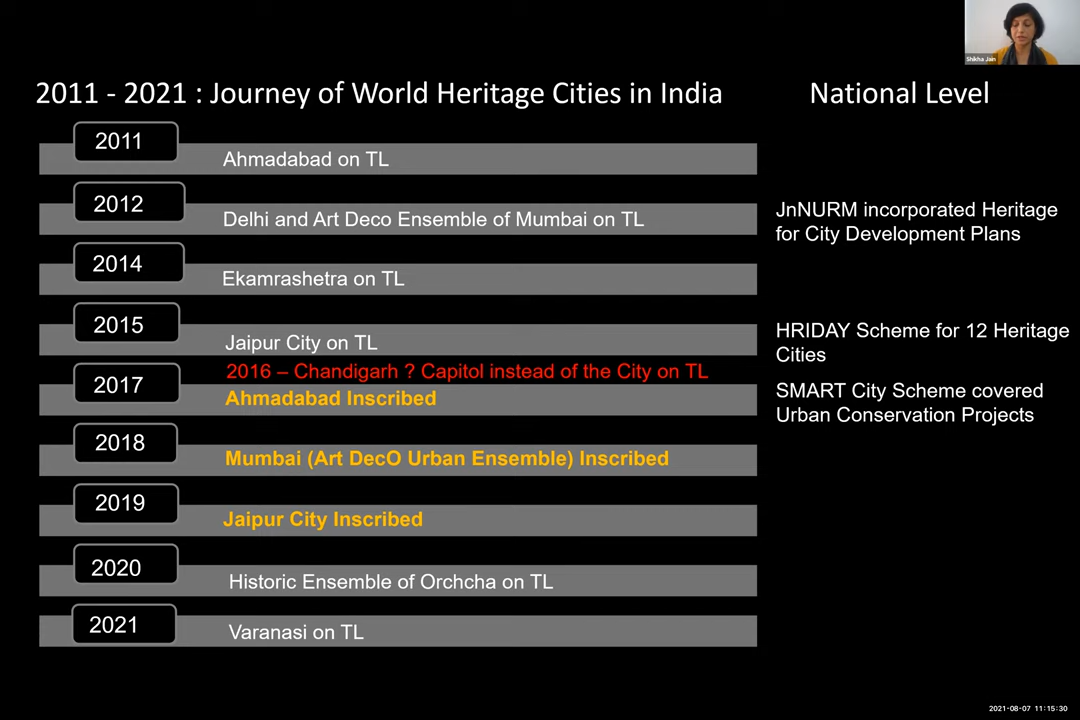 Shikha Jain
2011 - 2021 : Journey of World Heritage Cities in India
National Level
2011
Ahmadabad on TL
2012
Delhi and Art Deco Ensemble of Mumbai on TL
JnNURM incorporated Heritage
for City Development Plans
2014
Ekamrashetra on TL
2015
Jaipur City on TL
HRIDAY Scheme for 12 Heritage
Cities
2016 – Chandigarh ? Capitol instead of the City on TL
2017
Ahmadabad Inscribed
SMART City Scheme covered
Urban Conservation Projects
2018
Mumbai (Art DecO Urban Ensemble) Inscribed
2019
Jaipur City Inscribed
2020
Historic Ensemble of Orchcha on TL
2021
Varanasi on TL
2021-08-07 11:15:30